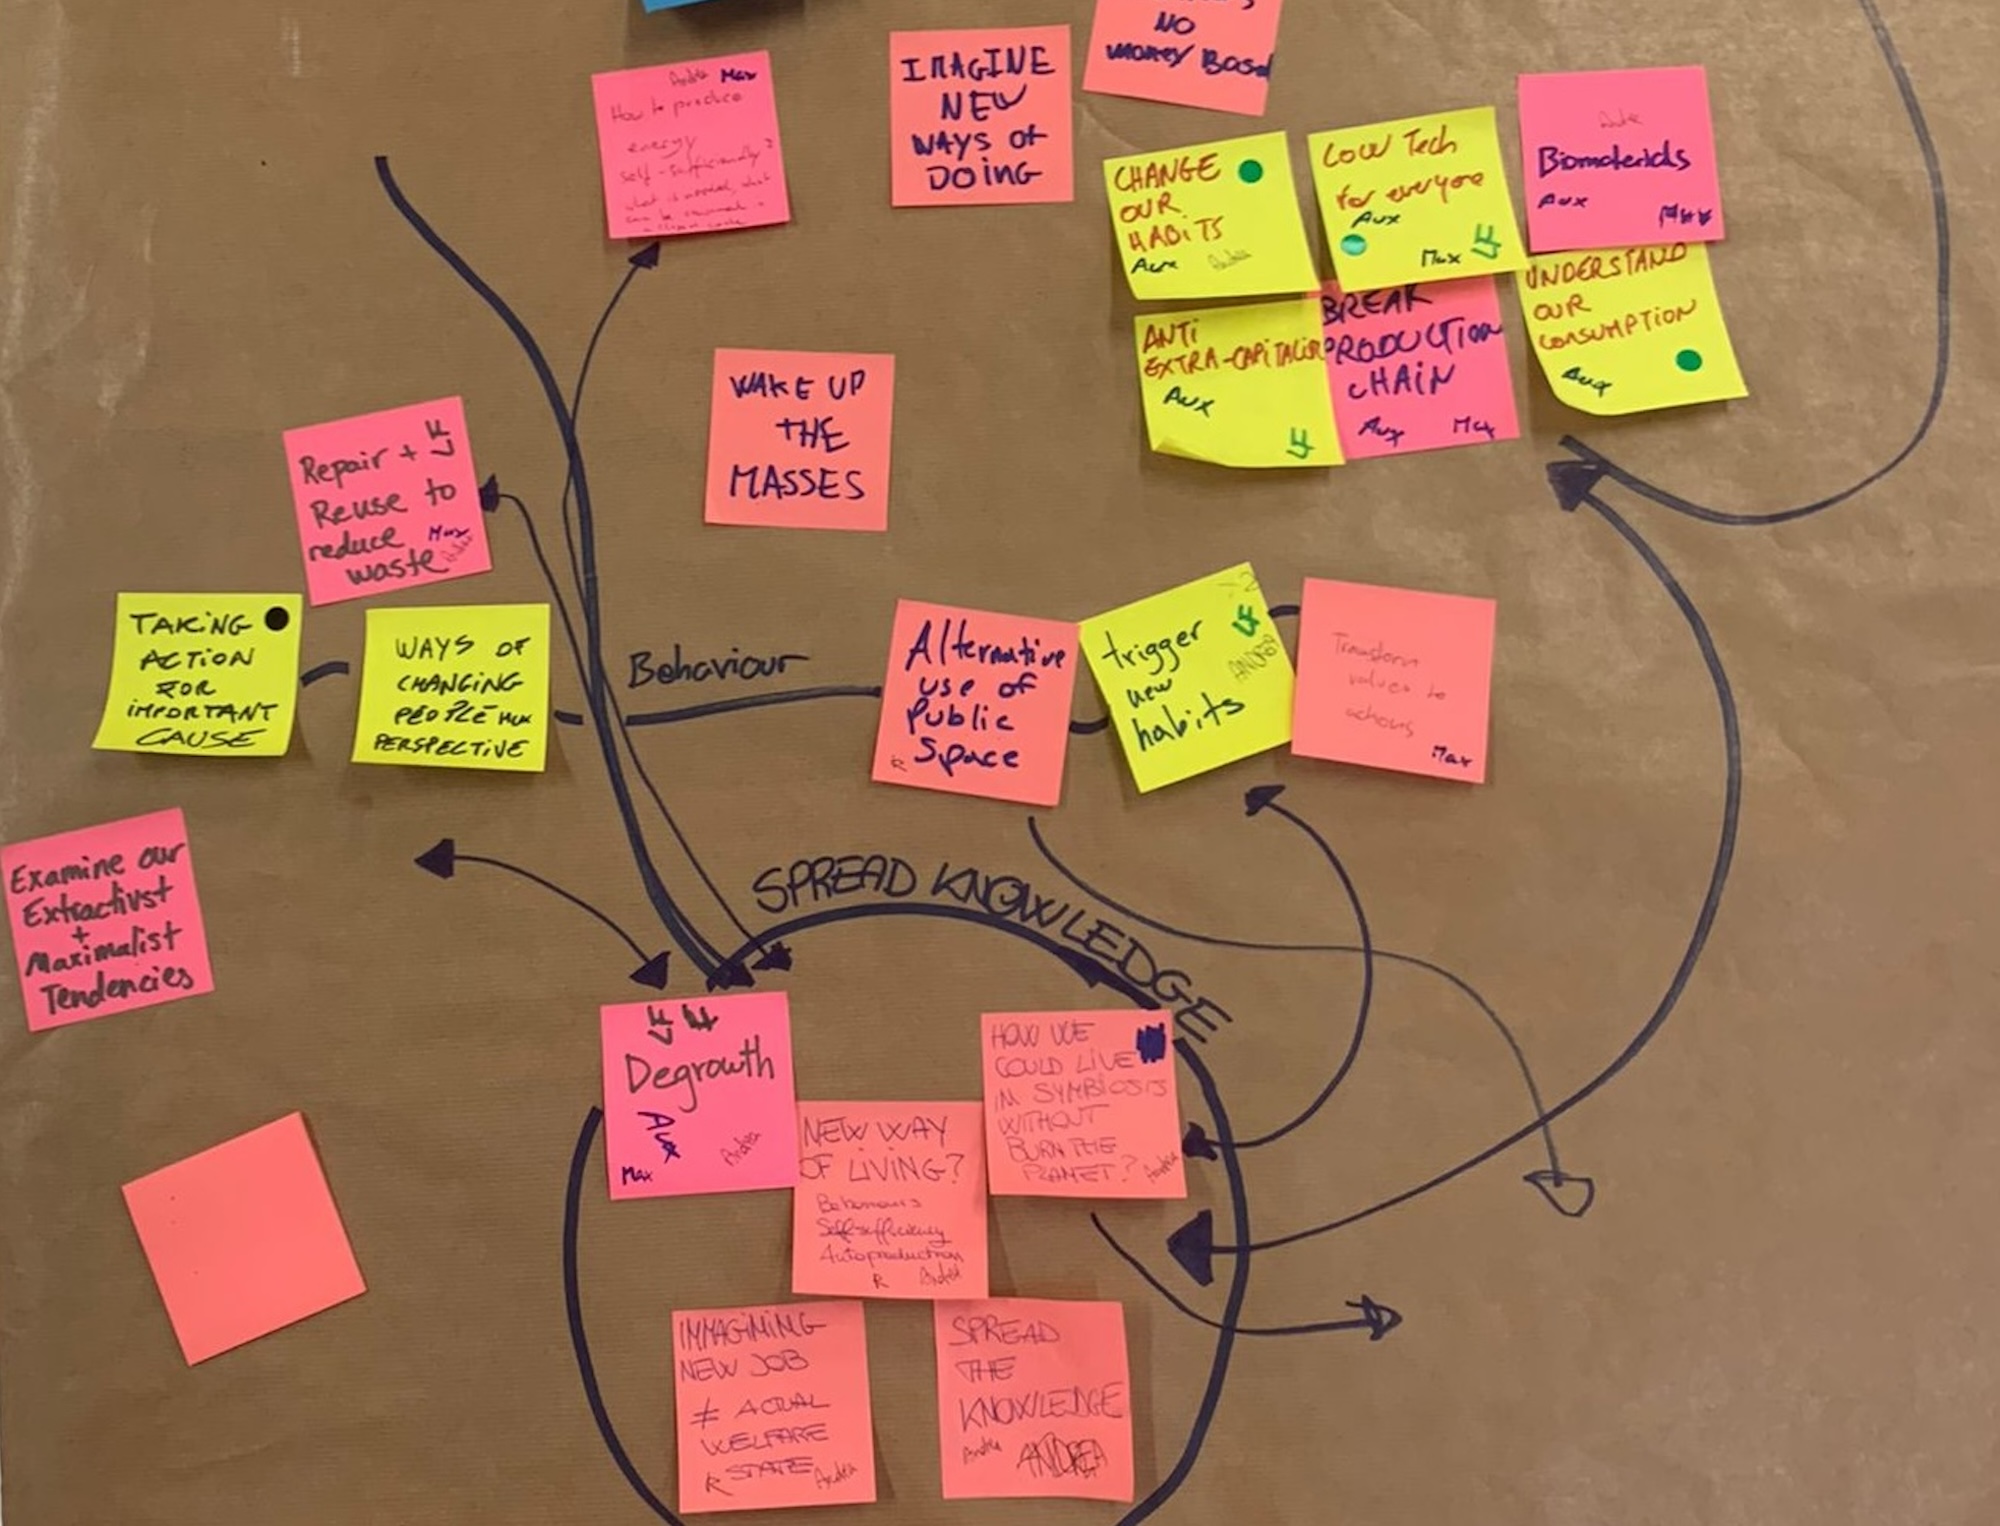 NO
money Based
Andrea Max
How to produce
energy
self-sufficiently?
what is needed, what
can be
IMAGINE
NEW
WAYS OF
DOING
CHANGE
OUR
HABITS
Aux Andrea
Low Tech
for everyone
Aux
Max
Biomaterials
Aux
Max
ANTI
EXTRA-CAPITALISM
Aux
BREAK
PRODUCTION
CHAIN
Aux Max
UNDERSTAND
OUR
CONSUMPTION
Aux
WAKE UP
THE
MASSES
Repair +
Reuse to
reduce Max
waste Andrea
TAKING
ACTION
FOR
IMPORTANT
CAUSE
WAYS OF
CHANGING
PEOPLE MAX
PERSPECTIVE
Behaviour
Alternative
use of
Public
Space
R
trigger
new
habits
ANDREA
Transform
values to
actions
Max
Examine our
Extractivst
+
Maximalist
Tendencies
SPREAD KNOWLEDGE
Degrowth
Aux
Max Andrea
HOW WE
COULD LIVE
IN SYMBIOSIS
WITHOUT
BURN THE
PLANET?
Andrea
NEW WAY
OF LIVING?
Behaviours
Self-sufficiency
Autoproduction
R Andrea
IMMAGINING
NEW JOB
≠ ACTUAL
WELFARE
STATE
R Andrea
SPREAD
THE
KNOWLEDGE
Andrea ANDREA